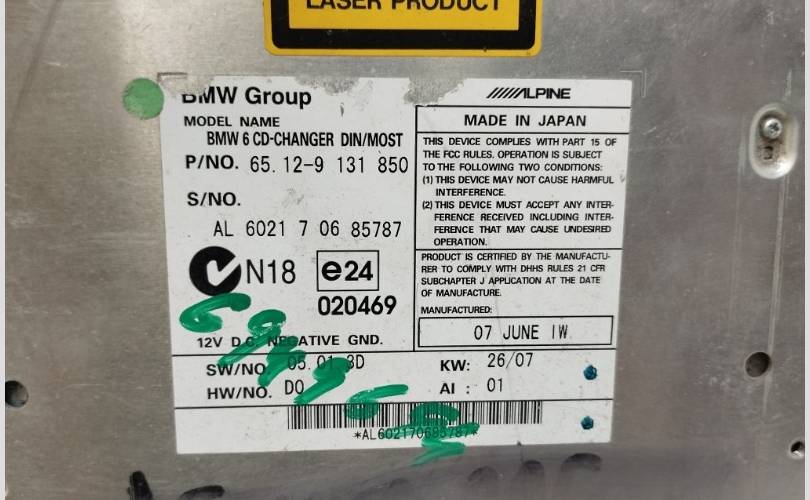 LASER PRODUCT
BMW Group
MODEL NAME
BMW 6 CD-CHANGER DIN/MOST
P/NO. 65. 12-9 131 850
S/NO.
AL 6021 7 06 85787
N18 e24
020469
12V D.C. NEGATIVE GND.
ALPINE
MADE IN JAPAN
THIS DEVICE COMPLIES WITH PART 15 OF
THE FCC RULES. OPERATION IS SUBJECT
TO THE FOLLOWING TWO CONDITIONS:
(1) THIS DEVICE MAY NOT CAUSE HARMFUL
INTERFERENCE.
(2) THIS DEVICE MUST ACCEPT ANY INTER-
FERENCE RECEIVED INCLUDING INTER-
FERENCE THAT MAY CAUSE UNDESIRED
OPERATION.
PRODUCT IS CERTIFIED BY THE MANUFACTU-
RER TO COMPLY WITH DHHS RULES 21 CFR
SUBCHAPTER J APPLICATION AT THE DATE
OF MANUFACTURE.
MANUFACTURED:
07 JUNE IW
SW/NO. 05.01.3D KW: 26/07
HW/NO. DO AI : 01
*AL602170685787*